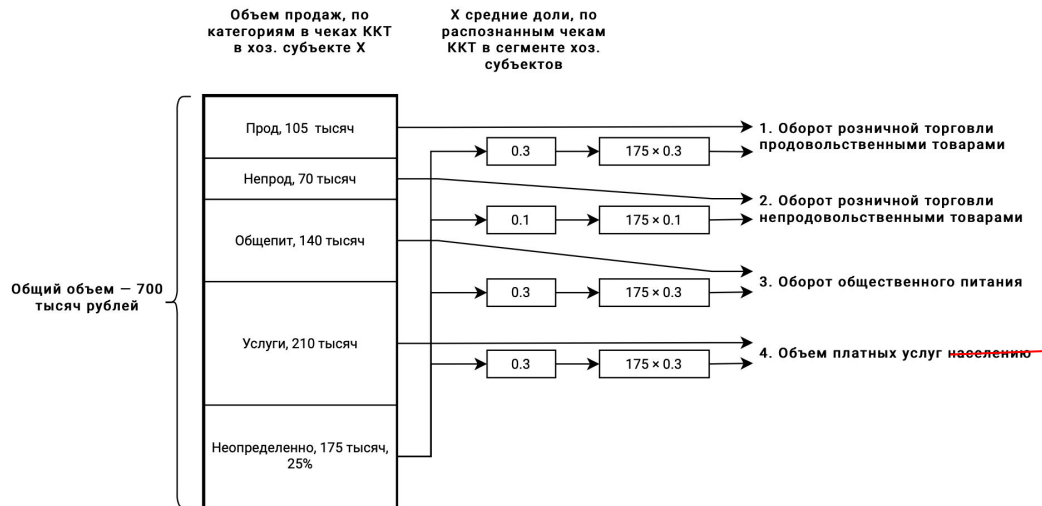 Объем продаж, по
категориям в чеках ККТ
в хоз. субъекте X
X средние доли, по
распознанным чекам
ККТ в сегменте хоз.
субъектов
Общий объем — 700
тысяч рублей
Прод, 105 тысяч
Непрод, 70 тысяч
Общепит, 140 тысяч
Услуги, 210 тысяч
Неопределенно, 175 тысяч,
25%
0.3
175 × 0.3
0.1
175 × 0.1
0.3
175 × 0.3
0.3
175 × 0.3
1. Оборот розничной торговли
продовольственными товарами
2. Оборот розничной торговли
непродовольственными товарами
3. Оборот общественного питания
4. Объем платных услуг населению